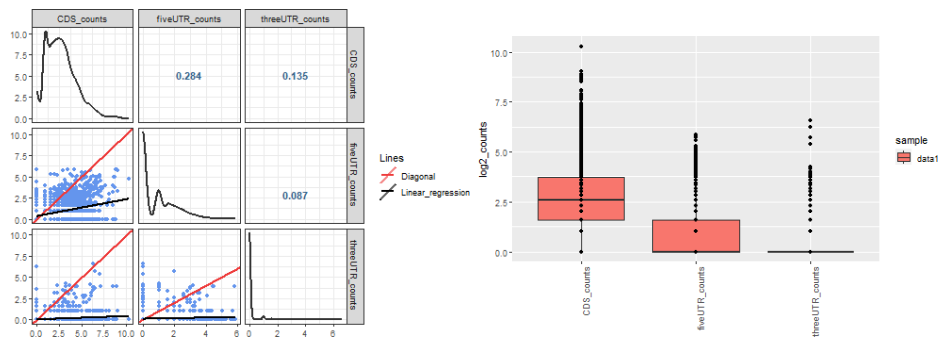 CDS_counts
fiveUTR_counts
threeUTR_counts
10.0
7.5
5.0
2.5
0.0
0.284
0.135
CDS_counts
10.0
7.5
5.0
2.5
0.0
0.087
fiveUTR_counts
10.0
7.5
5.0
2.5
0.0
threeUTR_counts
0.0 2.5 5.0 7.5 10.0
0 2 4 6
0 2 4 6
Lines
Diagonal
Linear_regression
log2_counts
10.0
7.5
5.0
2.5
0.0
CDS_counts
fiveUTR_counts
threeUTR_counts
sample
data1